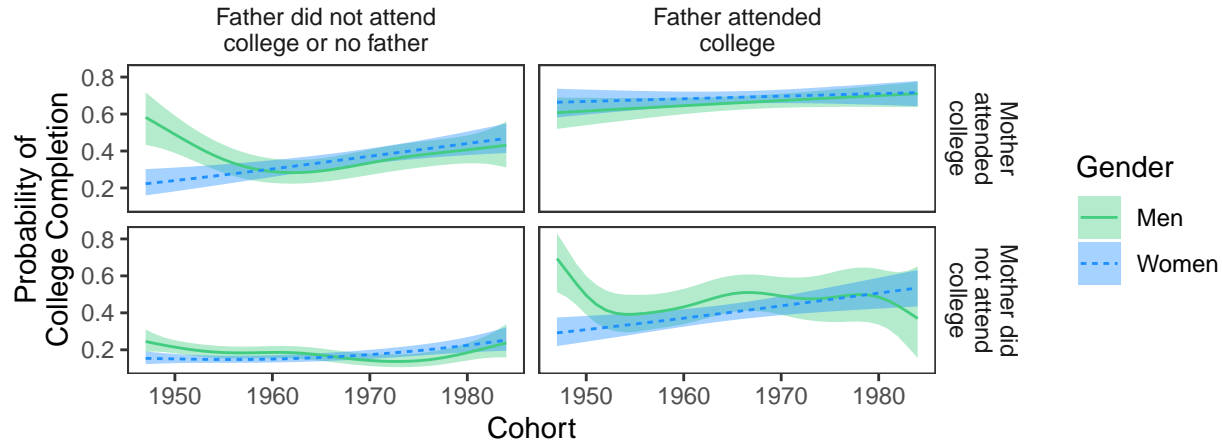 Father did not attend
college or no father
Father attended
college
0.8
0.6
0.4
0.2
Mother
attended
college
0.8
0.6
0.4
0.2
Mother did
not attend
college
Probability of
College Completion
1950
1960
1970
1980
1950
1960
1970
1980
Cohort
Gender
Men
Women